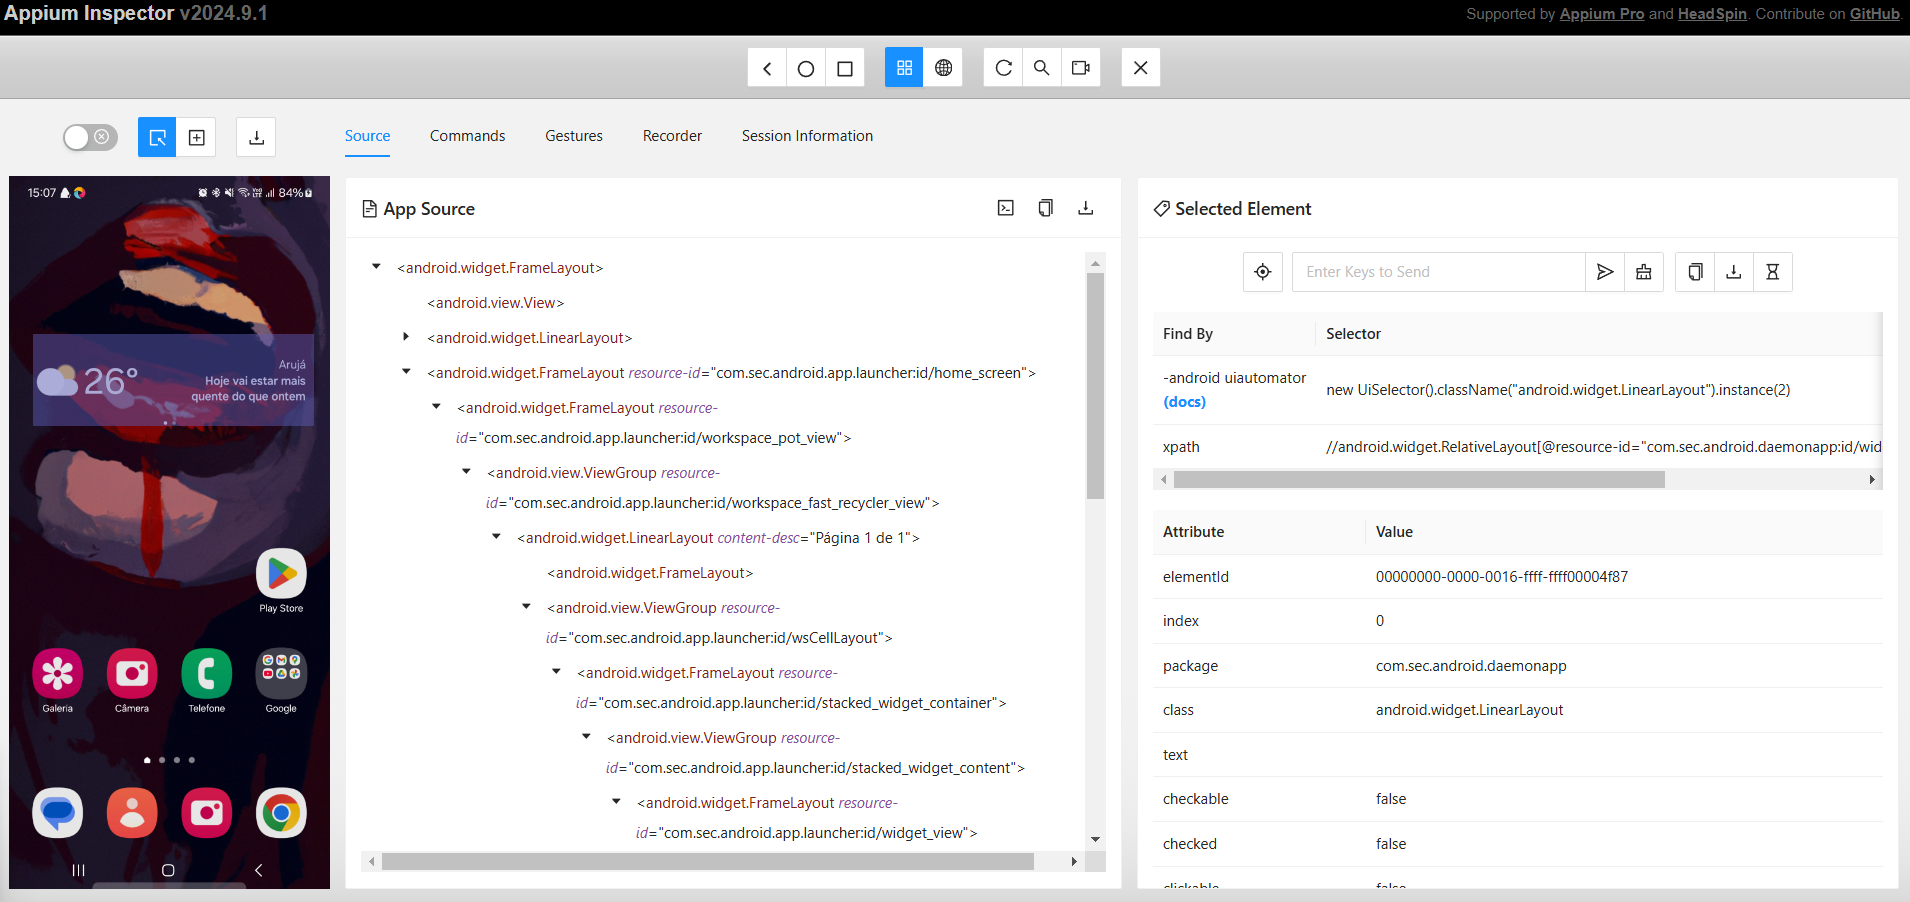 Appium Inspector v2024.9.1
Supported by Appium Pro and HeadSpin. Contribute on GitHub.
Source
Commands
Gestures
Recorder
Session Information
15:07
84%
Arujá
26°
Hoje vai estar mais
quente do que ontem
Play Store
Galeria
Câmera
Telefone
Google
App Source
<android.widget.FrameLayout>
<android.view.View>
<android.widget.LinearLayout>
<android.widget.FrameLayout resource-id="com.sec.android.app.launcher:id/home_screen">
<android.widget.FrameLayout resource-
id="com.sec.android.app.launcher:id/workspace_pot_view">
<android.view.ViewGroup resource-
id="com.sec.android.app.launcher:id/workspace_fast_recycler_view">
<android.widget.LinearLayout content-desc="Página 1 de 1">
<android.widget.FrameLayout>
<android.view.ViewGroup resource-
id="com.sec.android.app.launcher:id/wsCellLayout">
<android.widget.FrameLayout resource-
id="com.sec.android.app.launcher:id/stacked_widget_container">
<android.view.ViewGroup resource-
id="com.sec.android.app.launcher:id/stacked_widget_content">
<android.widget.FrameLayout resource-
id="com.sec.android.app.launcher:id/widget_view">
Selected Element
Enter Keys to Send
Find By Selector
-android uiautomator
(docs)
new UiSelector().className("android.widget.LinearLayout").instance(2)
xpath //android.widget.RelativeLayout[@resource-id="com.sec.android.daemonapp:id/wid
Attribute Value
elementId 00000000-0000-0016-ffff-ffff00004f87
index 0
package com.sec.android.daemonapp
class android.widget.LinearLayout
text
checkable false
checked false
clickable false